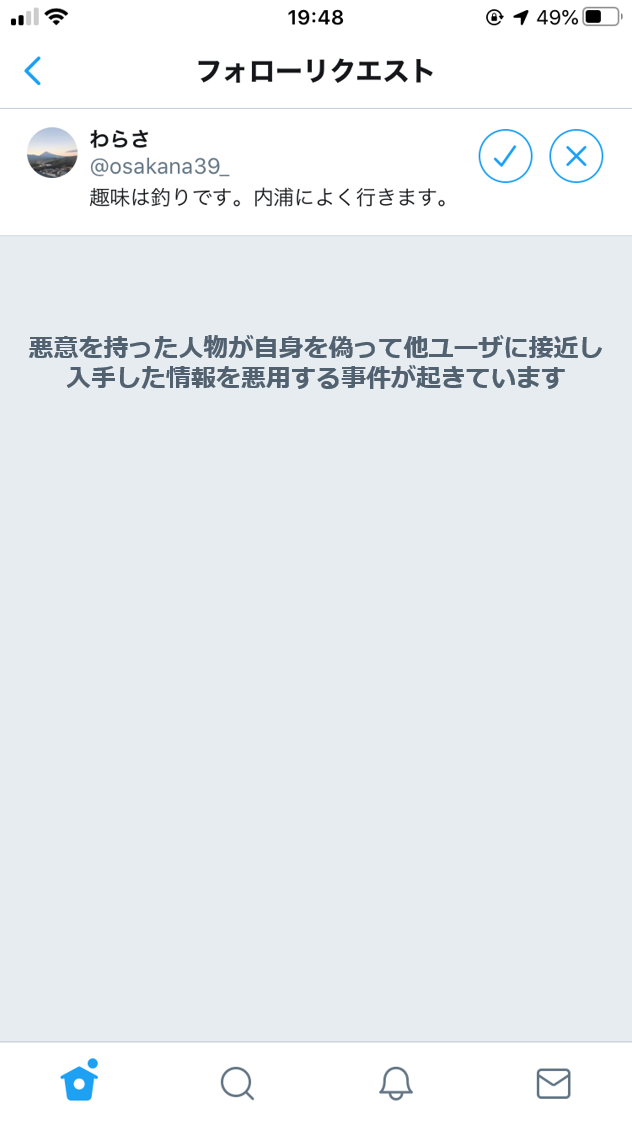 19:48
49%
フォローリクエスト
わらさ
@osakana39_
趣味は釣りです。内浦によく行きます。
悪意を持った人物が自身を偽って他ユーザに接近し
入手した情報を悪用する事件が起きています